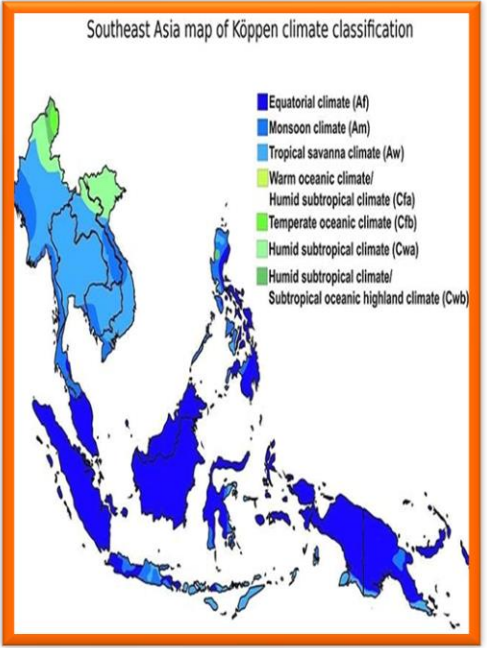 Southeast Asia map of Köppen climate classification
Equatorial climate (Af)
Monsoon climate (Am)
Tropical savanna climate (Aw)
Warm oceanic climate/
Humid subtropical climate (Cfa)
Temperate oceanic climate (Cfb)
Humid subtropical climate (Cwa)
Humid subtropical climate/
Subtropical oceanic highland climate (Cwb)